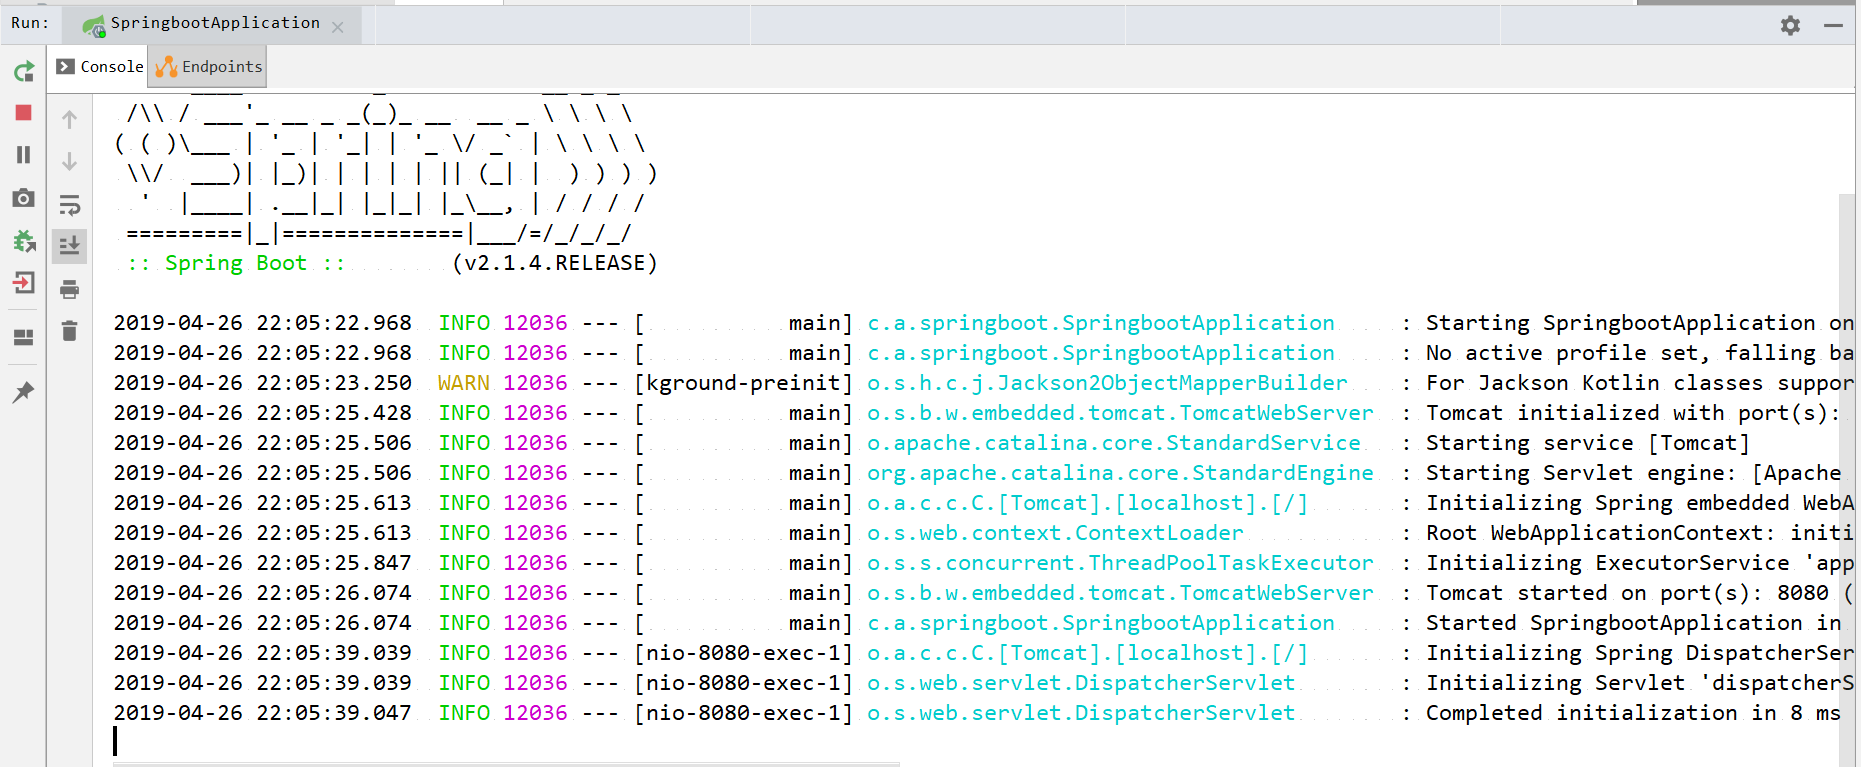 Run: SpringbootApplication
Console Endpoints
:: Spring Boot :: (v2.1.4.RELEASE)
2019-04-26 22:05:22.968 INFO 12036 --- [ main] c.a.springboot.SpringbootApplication : Starting SpringbootApplication on
2019-04-26 22:05:22.968 INFO 12036 --- [ main] c.a.springboot.SpringbootApplication : No active profile set, falling ba
2019-04-26 22:05:23.250 WARN 12036 --- [kground-preinit] o.s.h.c.j.Jackson2ObjectMapperBuilder : For Jackson Kotlin classes suppor
2019-04-26 22:05:25.428 INFO 12036 --- [ main] o.s.b.w.embedded.tomcat.TomcatWebServer : Tomcat initialized with port(s):
2019-04-26 22:05:25.506 INFO 12036 --- [ main] o.apache.catalina.core.StandardService : Starting service [Tomcat]
2019-04-26 22:05:25.506 INFO 12036 --- [ main] org.apache.catalina.core.StandardEngine : Starting Servlet engine: [Apache
2019-04-26 22:05:25.613 INFO 12036 --- [ main] o.a.c.c.C.[Tomcat].[localhost].[/] : Initializing Spring embedded WebA
2019-04-26 22:05:25.613 INFO 12036 --- [ main] o.s.web.context.ContextLoader : Root WebApplicationContext: initi
2019-04-26 22:05:25.847 INFO 12036 --- [ main] o.s.s.concurrent.ThreadPoolTaskExecutor : Initializing ExecutorService 'app
2019-04-26 22:05:26.074 INFO 12036 --- [ main] o.s.b.w.embedded.tomcat.TomcatWebServer : Tomcat started on port(s): 8080 (
2019-04-26 22:05:26.074 INFO 12036 --- [ main] c.a.springboot.SpringbootApplication : Started SpringbootApplication in
2019-04-26 22:05:39.039 INFO 12036 --- [nio-8080-exec-1] o.a.c.c.C.[Tomcat].[localhost].[/] : Initializing Spring DispatcherSer
2019-04-26 22:05:39.039 INFO 12036 --- [nio-8080-exec-1] o.s.web.servlet.DispatcherServlet : Initializing Servlet 'dispatcherS
2019-04-26 22:05:39.047 INFO 12036 --- [nio-8080-exec-1] o.s.web.servlet.DispatcherServlet : Completed initialization in 8 ms